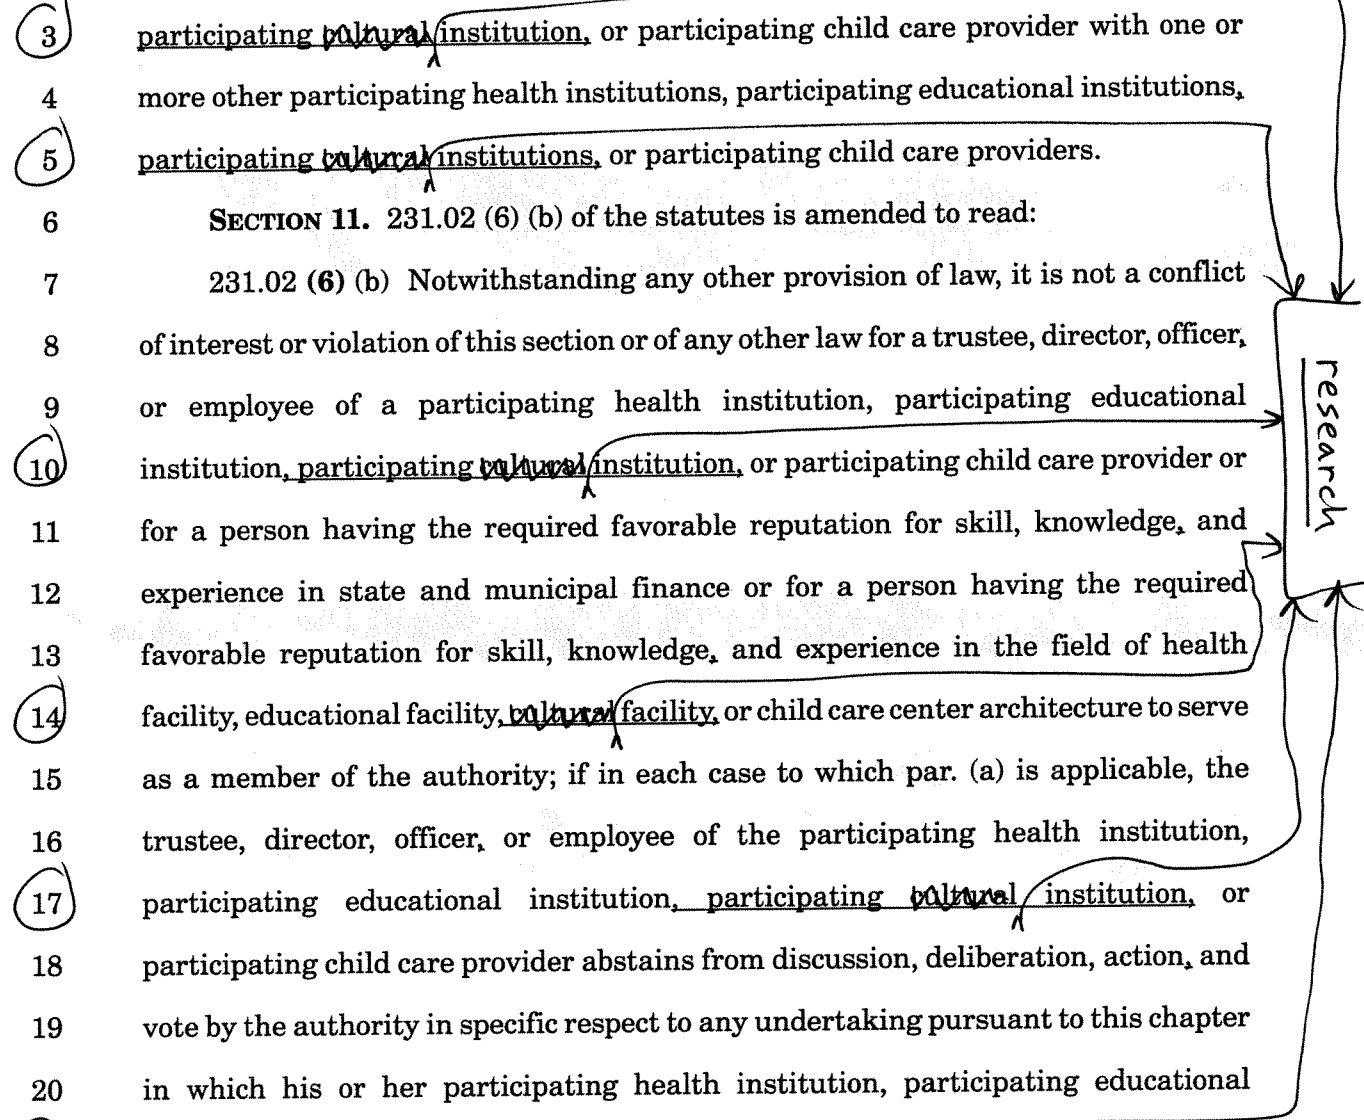 3 participating cultural institution, or participating child care provider with one or
4 more other participating health institutions, participating educational institutions,
5 participating cultural institutions, or participating child care providers.
6 SECTION 11. 231.02 (6) (b) of the statutes is amended to read:
7 231.02 (6) (b) Notwithstanding any other provision of law, it is not a conflict
8 of interest or violation of this section or of any other law for a trustee, director, officer,
9 or employee of a participating health institution, participating educational
10 institution, participating cultural institution, or participating child care provider or
11 for a person having the required favorable reputation for skill, knowledge, and
12 experience in state and municipal finance or for a person having the required
13 favorable reputation for skill, knowledge, and experience in the field of health
14 facility, educational facility, cultural facility, or child care center architecture to serve
15 as a member of the authority; if in each case to which par. (a) is applicable, the
16 trustee, director, officer, or employee of the participating health institution,
17 participating educational institution, participating cultural institution, or
18 participating child care provider abstains from discussion, deliberation, action, and
19 vote by the authority in specific respect to any undertaking pursuant to this chapter
20 in which his or her participating health institution, participating educational
research